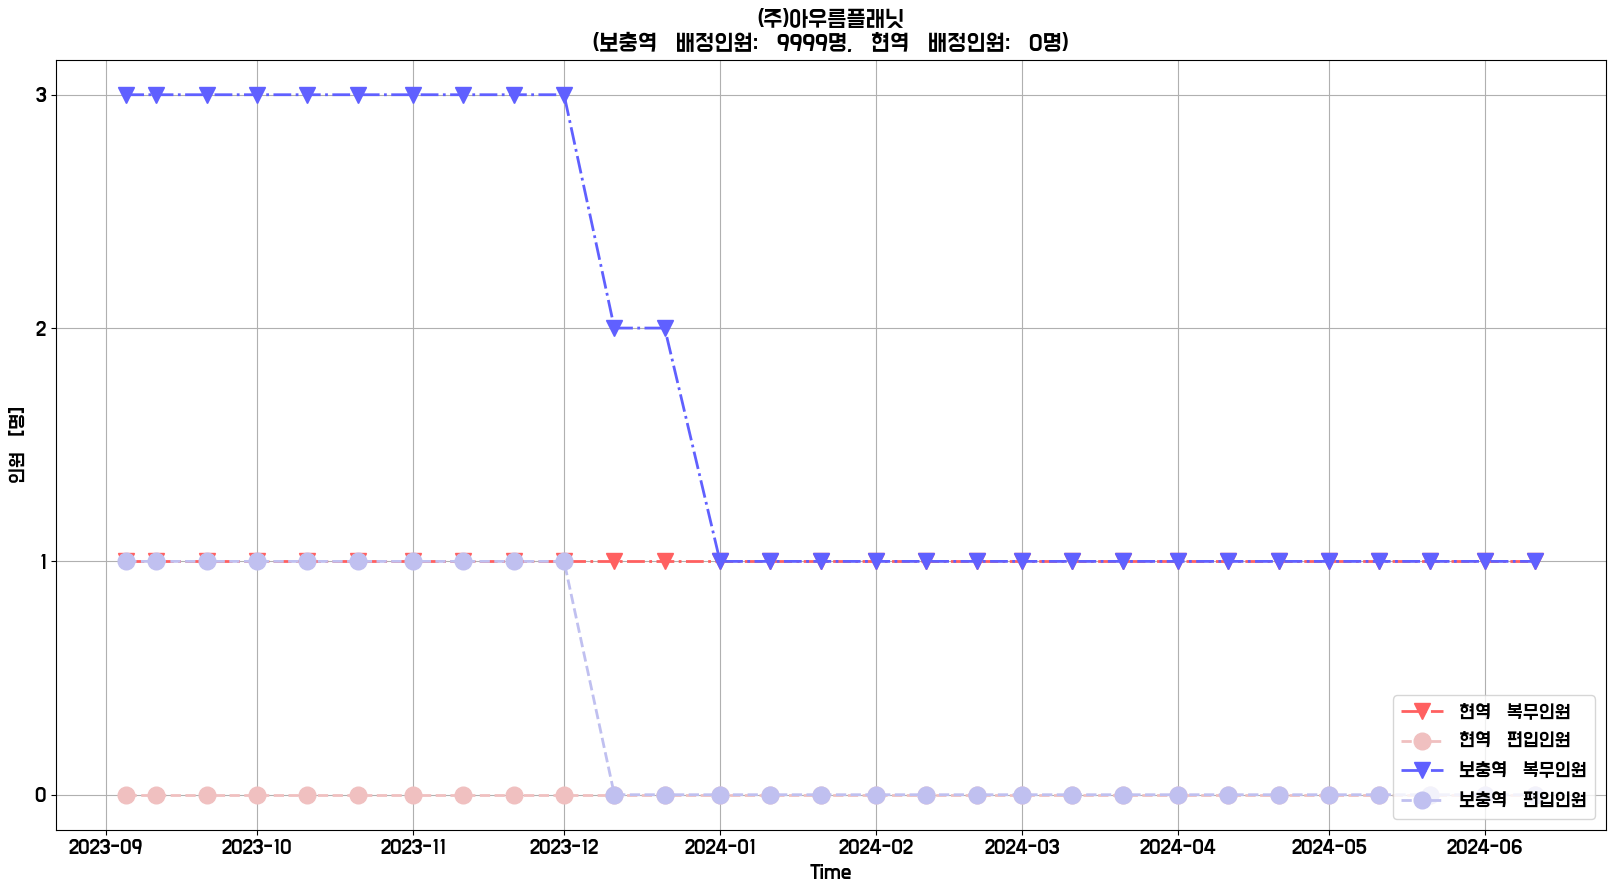 (주)아우름플래닛
(보충역 배정인원: 9999명, 현역 배정인원: 0명)
3
2
1
0
인원 [명]
현역 복무인원
현역 편입인원
보충역 복무인원
보충역 편입인원
2023-09 2023-10 2023-11 2023-12 2024-01 2024-02 2024-03 2024-04 2024-05 2024-06
Time